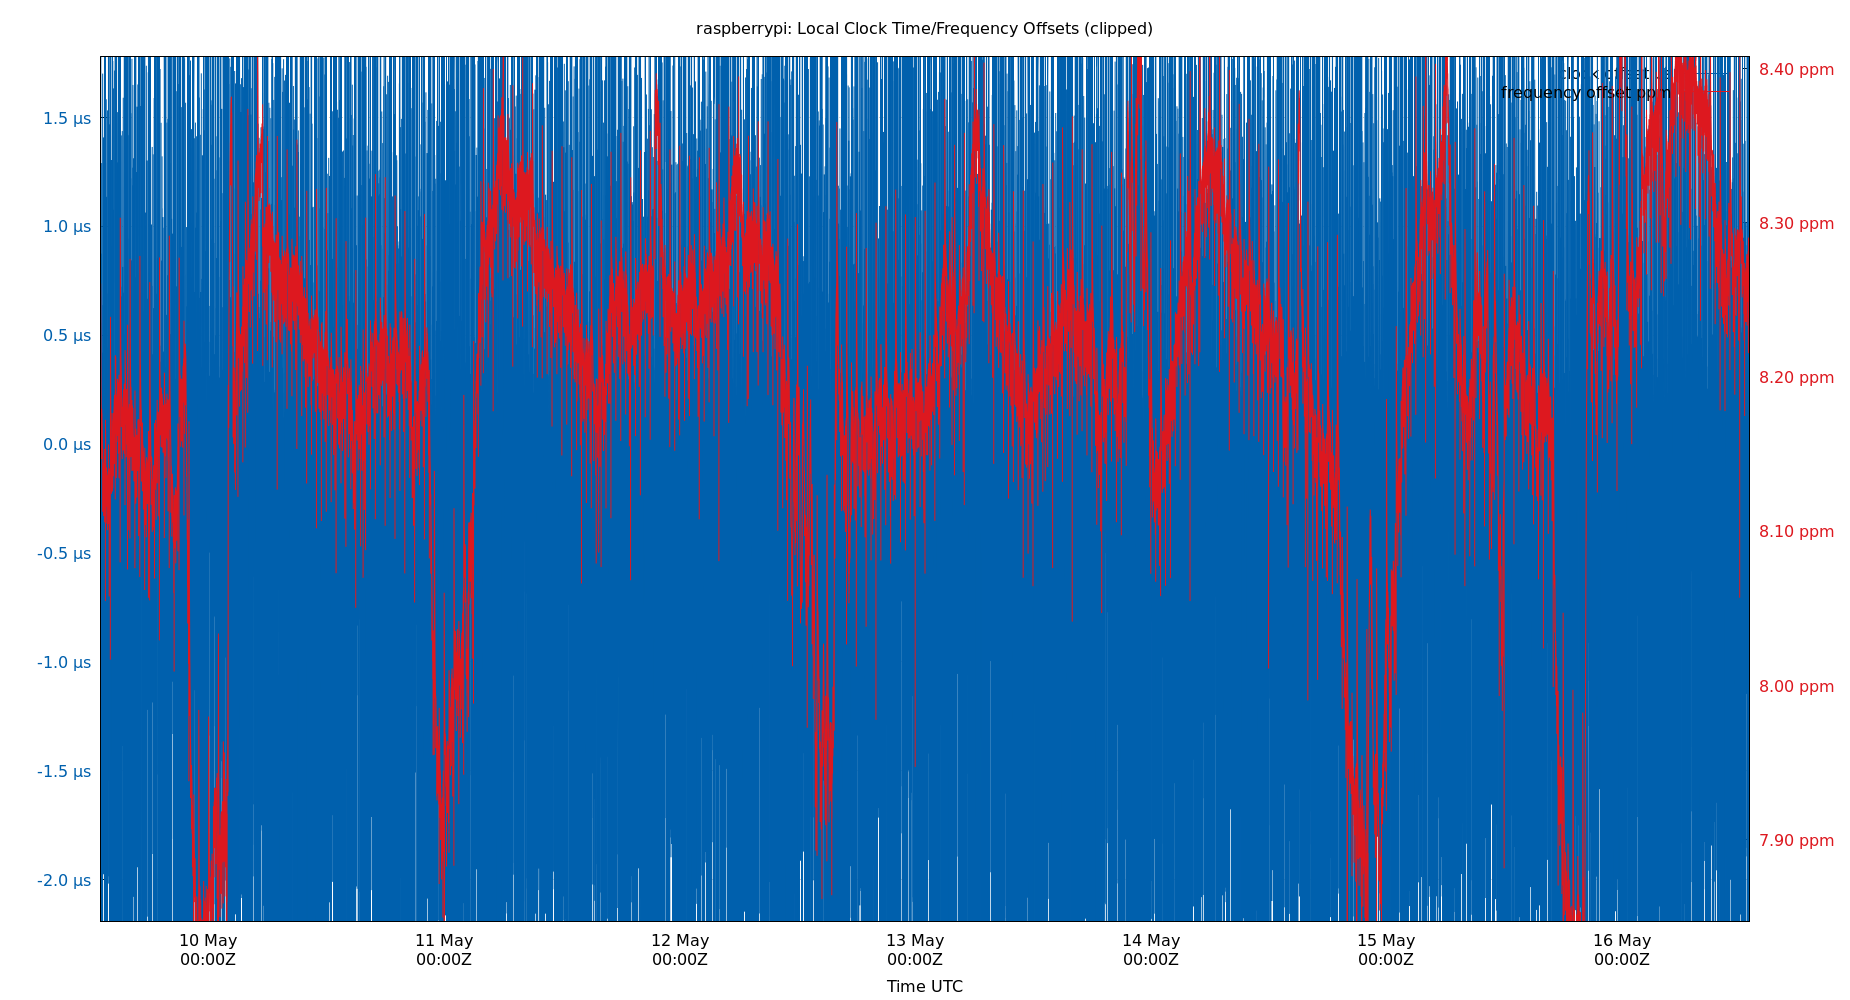 raspberrypi: Local Clock Time/Frequency Offsets (clipped)
clock offset
frequency offset ppm
1.5 µs
1.0 µs
0.5 µs
0.0 µs
-0.5 µs
-1.0 µs
-1.5 µs
-2.0 µs
8.40 ppm
8.30 ppm
8.20 ppm
8.10 ppm
8.00 ppm
7.90 ppm
10 May 11 May 12 May 13 May 14 May 15 May 16 May
00:00Z 00:00Z 00:00Z 00:00Z 00:00Z 00:00Z 00:00Z
Time UTC